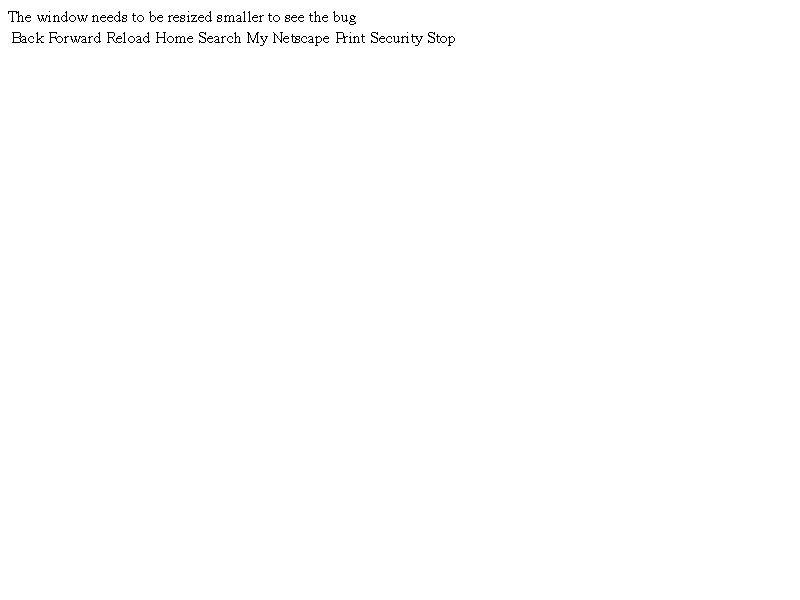 The window needs to be resized smaller to see the bug
Back Forward Reload Home Search My Netscape Print Security Stop